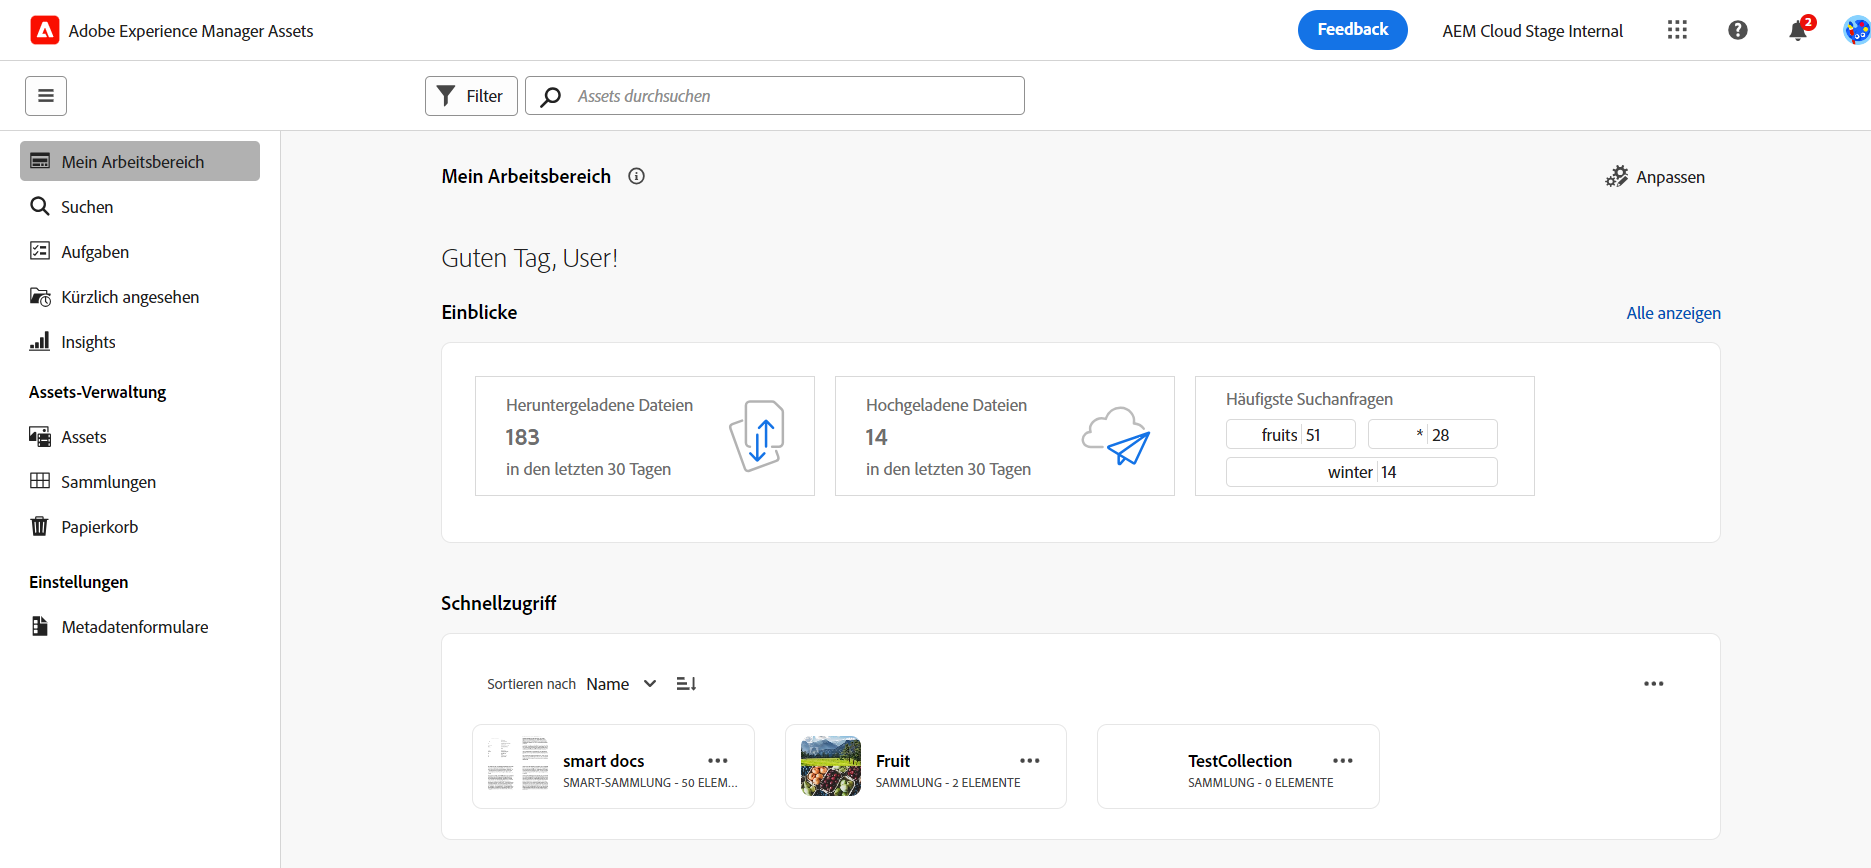 Adobe Experience Manager Assets
Feedback
AEM Cloud Stage Internal
2
Filter
Assets durchsuchen
Mein Arbeitsbereich
Suchen
Aufgaben
Kürzlich angesehen
Insights
Assets-Verwaltung
Assets
Sammlungen
Papierkorb
Einstellungen
Metadatenformulare
Mein Arbeitsbereich
Anpassen
Guten Tag, User!
Einblicke
Alle anzeigen
Heruntergeladene Dateien
183
in den letzten 30 Tagen
Hochgeladene Dateien
14
in den letzten 30 Tagen
Häufigste Suchanfragen
fruits 51
* 28
winter 14
Schnellzugriff
Sortieren nach Name
smart docs
SMART-SAMMLUNG - 50 ELEM...
Fruit
SAMMLUNG - 2 ELEMENTE
TestCollection
SAMMLUNG - 0 ELEMENTE